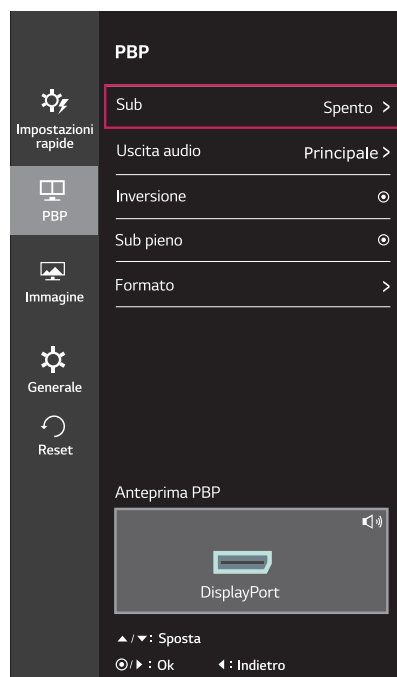 Impostazioni
rapide
PBP
Immagine
Generale
Reset
PBP
Sub Spento >
Uscita audio Principale >
Inversione
Sub pieno
Formato >
Anteprima PBP
DisplayPort
▲/▼: Sposta
◉/▶ : Ok ◀ : Indietro